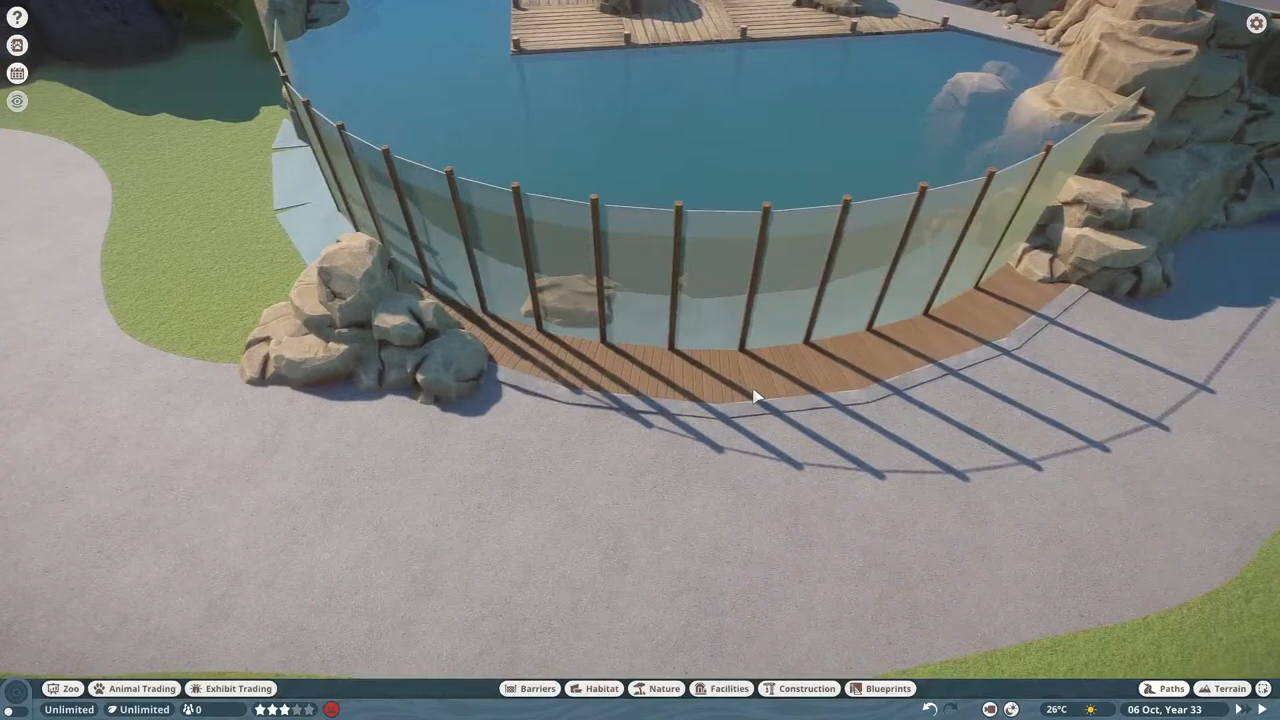 ?
Zoo
Animal Trading
Exhibit Trading
Barriers
Habitat
Nature
Facilities
Construction
Blueprints
Paths
Terrain
Unlimited
Unlimited
0
26°C
06 Oct, Year 33